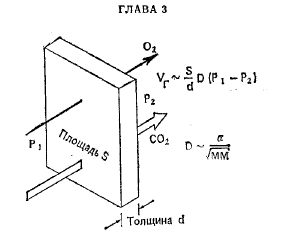 ГЛАВА 3
O₂
V_Г ~ S/d D (P₁ – P₂)
P₂
P₁
Площадь S
CO₂
D ~ α/√ММ
Толщина d